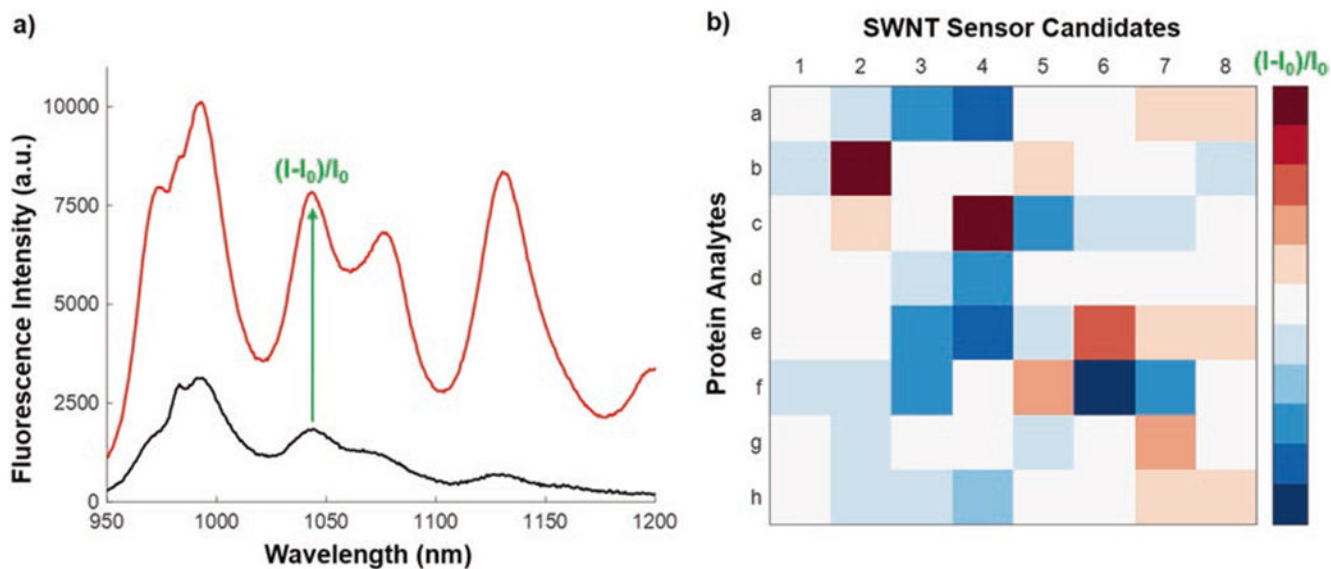 a)
(I-I₀)/I₀
Fluorescence Intensity (a.u.)
10000
7500
5000
2500
0
950 1000 1050 1100 1150 1200
Wavelength (nm)
b)
SWNT Sensor Candidates
1 2 3 4 5 6 7 8
(I-I₀)/I₀
Protein Analytes
a
b
c
d
e
f
g
h